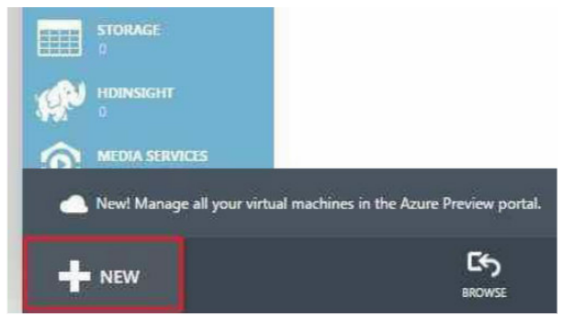 STORAGE
0
HDINSIGHT
0
MEDIA SERVICES
New! Manage all your virtual machines in the Azure Preview portal.
NEW
BROWSE